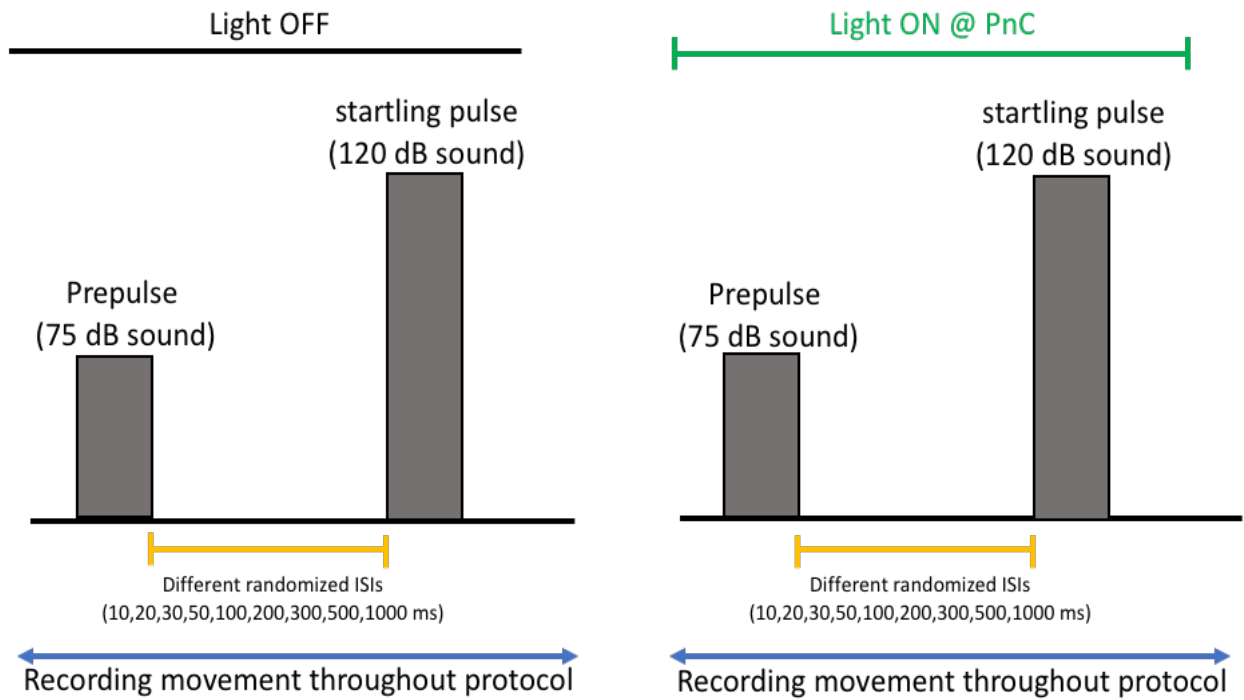 Light OFF
startling pulse
(120 dB sound)
Prepulse
(75 dB sound)
Different randomized ISIs
(10,20,30,50,100,200,300,500,1000 ms)
Recording movement throughout protocol
Light ON @ PnC
startling pulse
(120 dB sound)
Prepulse
(75 dB sound)
Different randomized ISIs
(10,20,30,50,100,200,300,500,1000 ms)
Recording movement throughout protocol